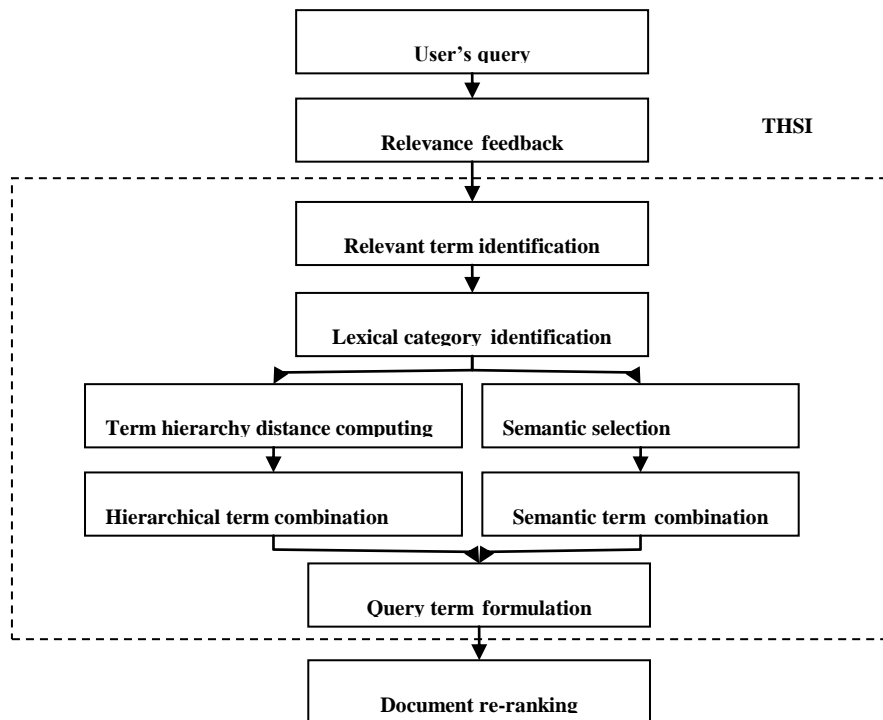 User's query
Relevance feedback
THSI
Relevant term identification
Lexical category identification
Term hierarchy distance computing
Semantic selection
Hierarchical term combination
Semantic term combination
Query term formulation
Document re-ranking